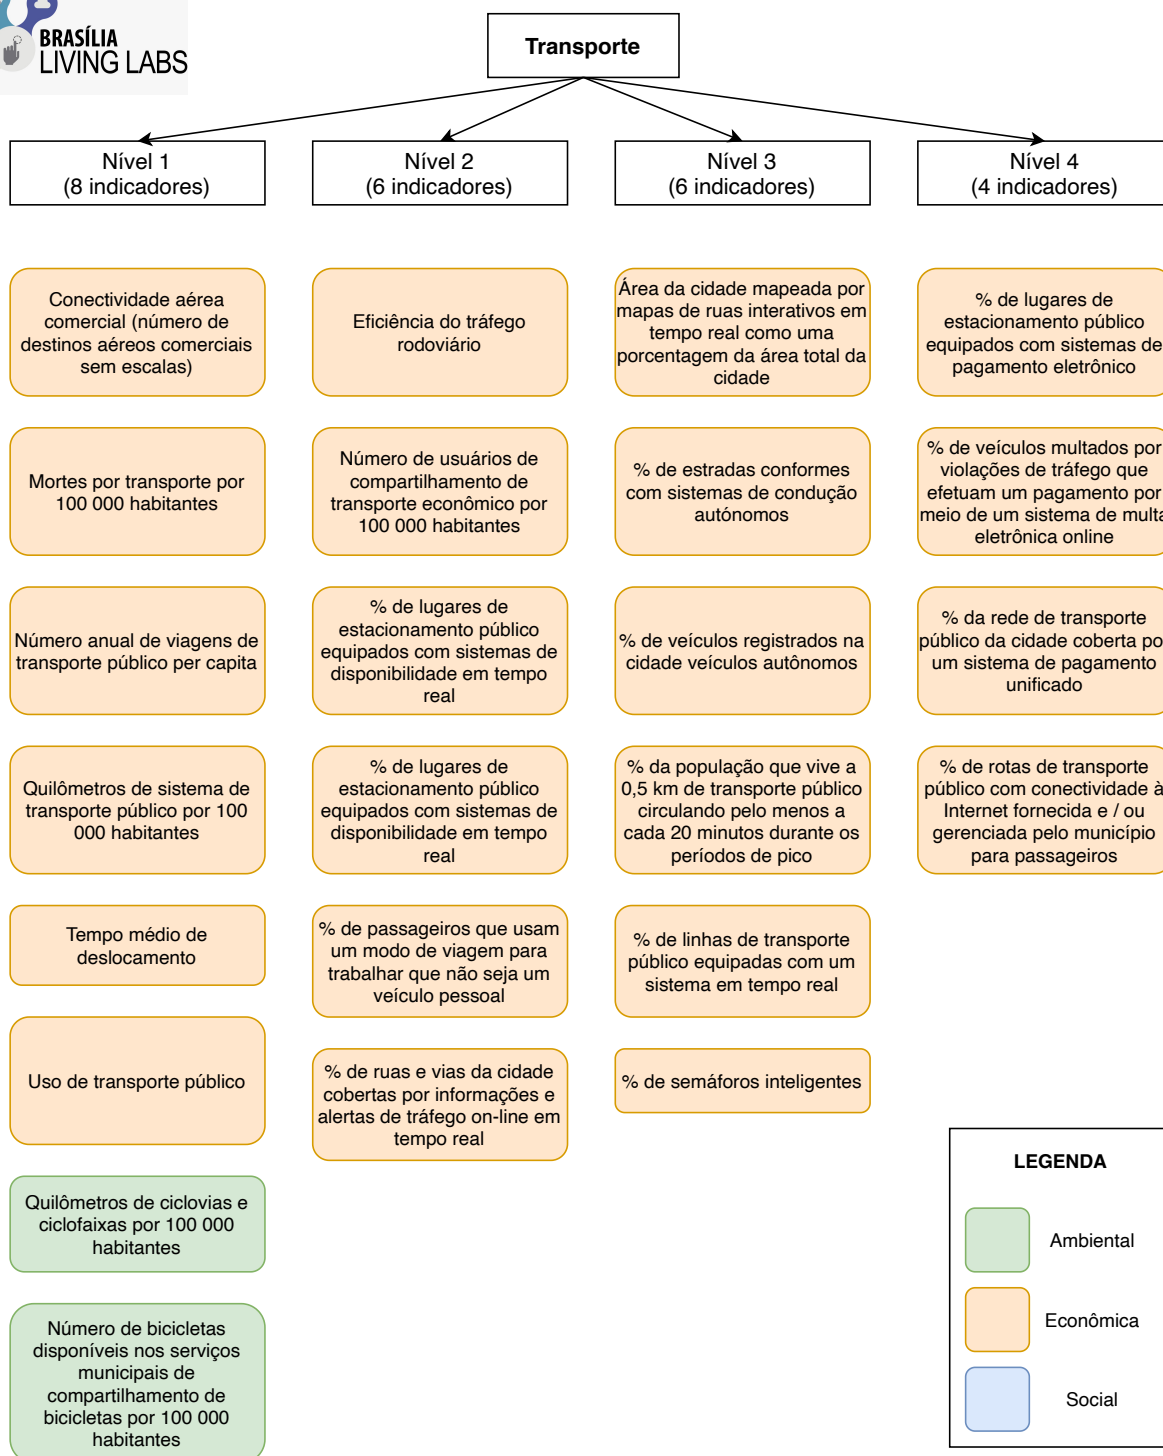 BRASÍLIA
LIVING LABS
Transporte
Nível 1
(8 indicadores)
Nível 2
(6 indicadores)
Nível 3
(6 indicadores)
Nível 4
(4 indicadores)
Conectividade aérea
comercial (número de
destinos aéreos comerciais
sem escalas)
Mortes por transporte por
100 000 habitantes
Número anual de viagens de
transporte público per capita
Quilômetros de sistema de
transporte público por 100
000 habitantes
Tempo médio de
deslocamento
Uso de transporte público
Quilômetros de ciclovias e
ciclofaixas por 100 000
habitantes
Número de bicicletas
disponíveis nos serviços
municipais de
compartilhamento de
bicicletas por 100 000
habitantes
Eficiência do tráfego
rodoviário
Número de usuários de
compartilhamento de
transporte econômico por
100 000 habitantes
% de lugares de
estacionamento público
equipados com sistemas de
disponibilidade em tempo
real
% de lugares de
estacionamento público
equipados com sistemas de
disponibilidade em tempo
real
% de passageiros que usam
um modo de viagem para
trabalhar que não seja um
veículo pessoal
% de ruas e vias da cidade
cobertas por informações e
alertas de tráfego on-line em
tempo real
Área da cidade mapeada por
mapas de ruas interativos em
tempo real como uma
porcentagem da área total da
cidade
% de estradas conformes
com sistemas de condução
autónomos
% de veículos registrados na
cidade veículos autônomos
% da população que vive a
0,5 km de transporte público
circulando pelo menos a
cada 20 minutos durante os
períodos de pico
% de linhas de transporte
público equipadas com um
sistema em tempo real
% de semáforos inteligentes
% de lugares de
estacionamento público
equipados com sistemas de
pagamento eletrônico
% de veículos multados por
violações de tráfego que
efetuam um pagamento por
meio de um sistema de multa
eletrônica online
% da rede de transporte
público da cidade coberta po
um sistema de pagamento
unificado
% de rotas de transporte
público com conectividade à
Internet fornecida e / ou
gerenciada pelo município
para passageiros
LEGENDA
Ambiental
Econômica
Social